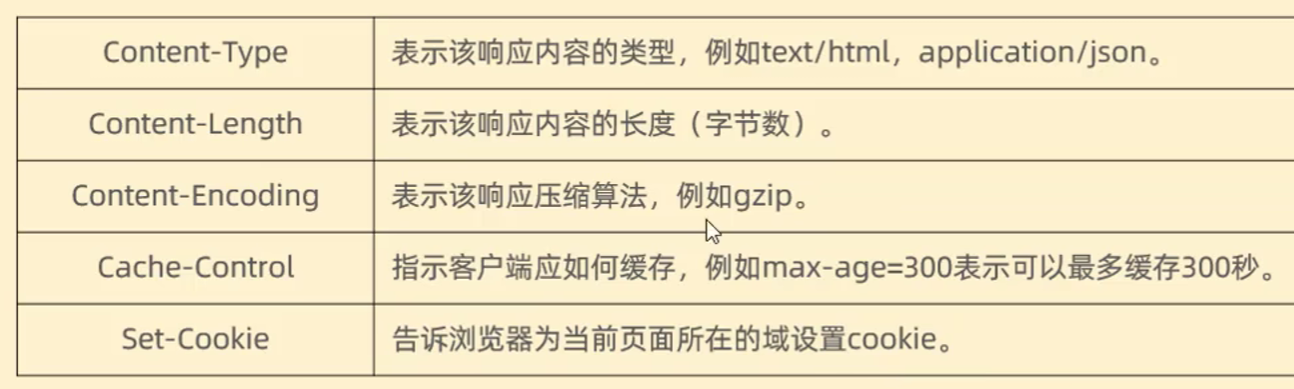 Content-Type 表示该响应内容的类型，例如text/html，application/json。
Content-Length 表示该响应内容的长度（字节数）。
Content-Encoding 表示该响应压缩算法，例如gzip。
Cache-Control 指示客户端应如何缓存，例如max-age=300表示可以最多缓存300秒。
Set-Cookie 告诉浏览器为当前页面所在的域设置cookie。